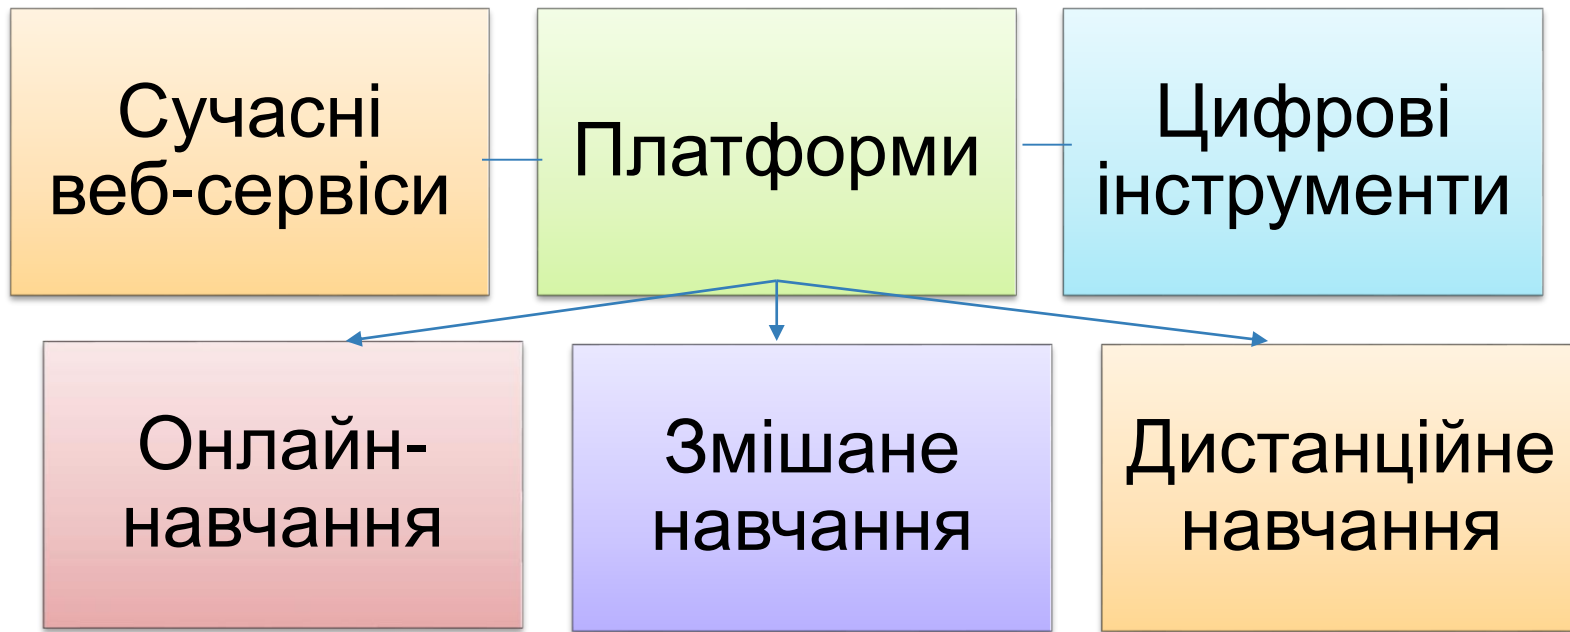 Сучасні
веб-сервіси
Платформи
Цифрові
інструменти
Онлайн-
навчання
Змішане
навчання
Дистанційне
навчання